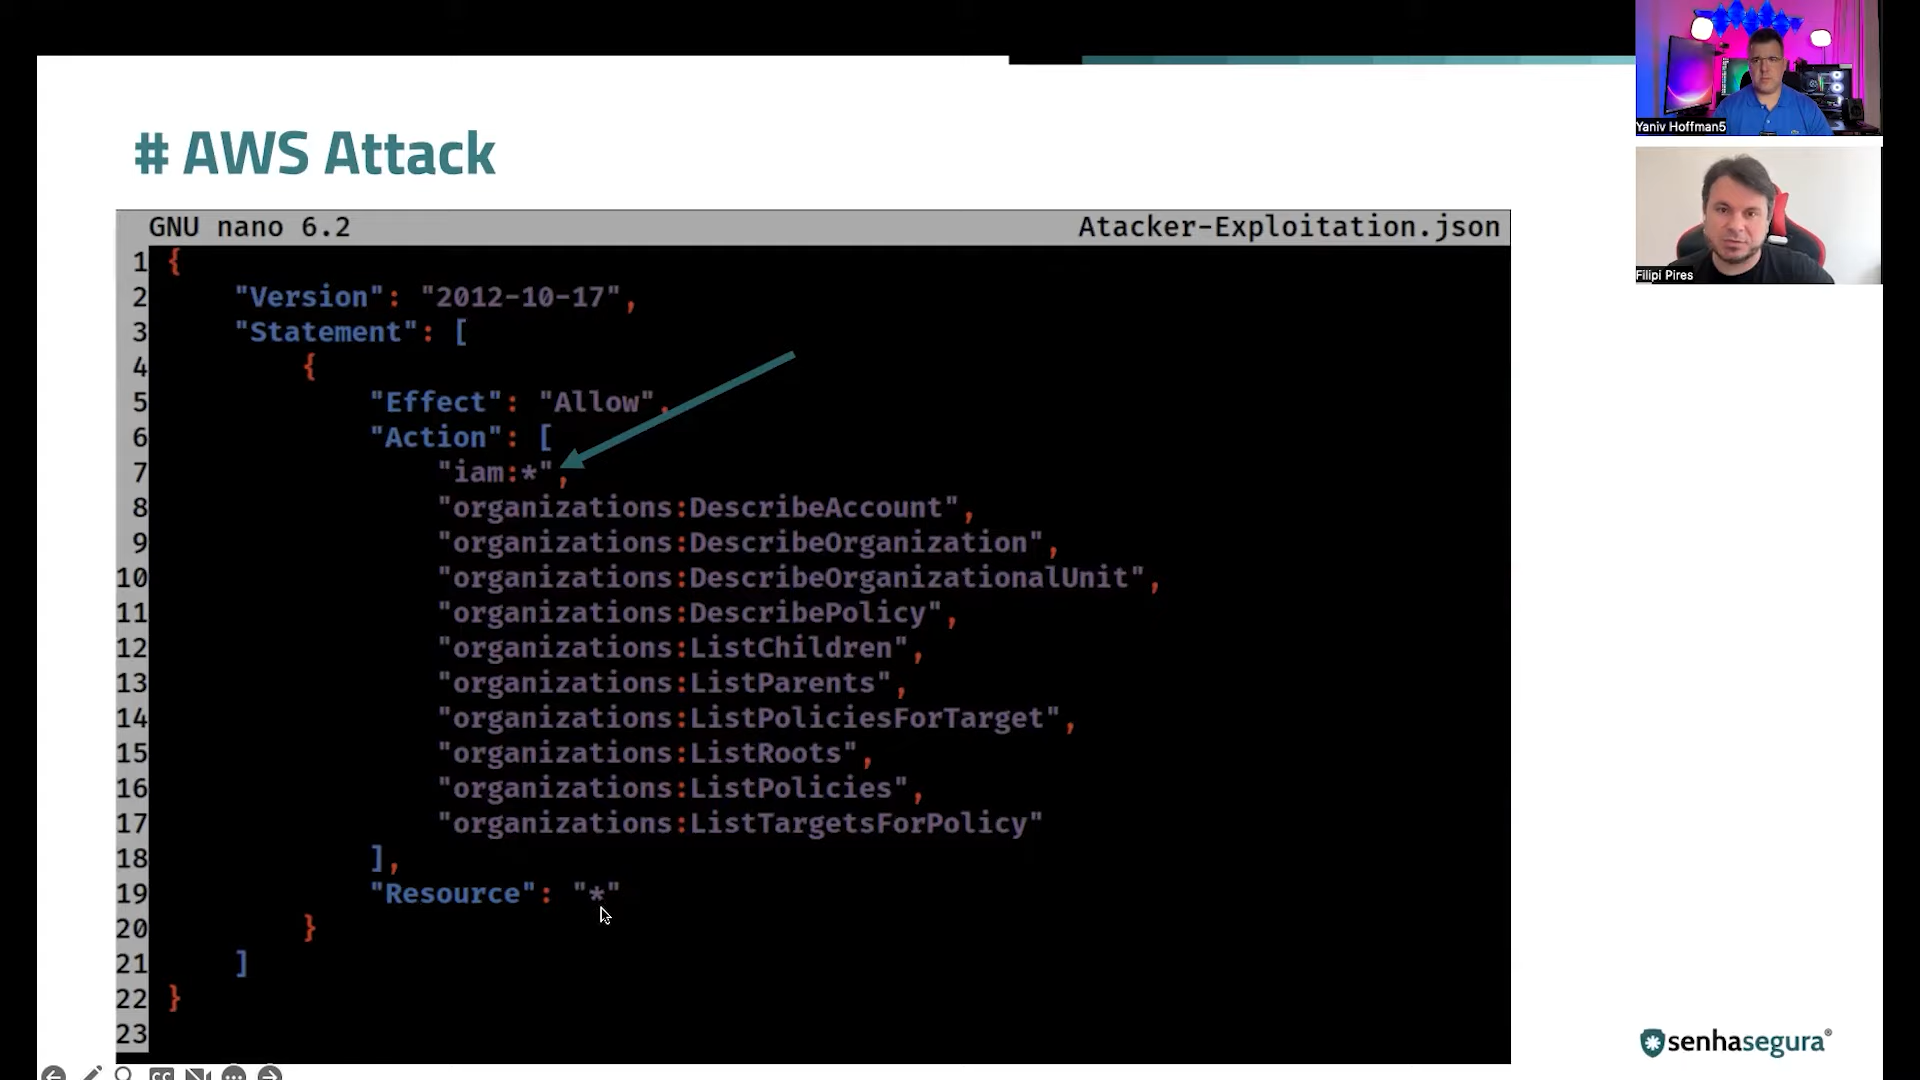 # AWS Attack
GNU nano 6.2 Atacker-Exploitation.json
1 {
2 "Version": "2012-10-17",
3 "Statement": [
4 {
5 "Effect": "Allow",
6 "Action": [
7 "iam:*",
8 "organizations:DescribeAccount",
9 "organizations:DescribeOrganization",
10 "organizations:DescribeOrganizationalUnit",
11 "organizations:DescribePolicy",
12 "organizations:ListChildren",
13 "organizations:ListParents",
14 "organizations:ListPoliciesForTarget",
15 "organizations:ListRoots",
16 "organizations:ListPolicies",
17 "organizations:ListTargetsForPolicy"
18 ],
19 "Resource": "*"
20 }
21 ]
22 }
23
Yaniv Hoffman5
Filipi Pires
senhasegura®
CC